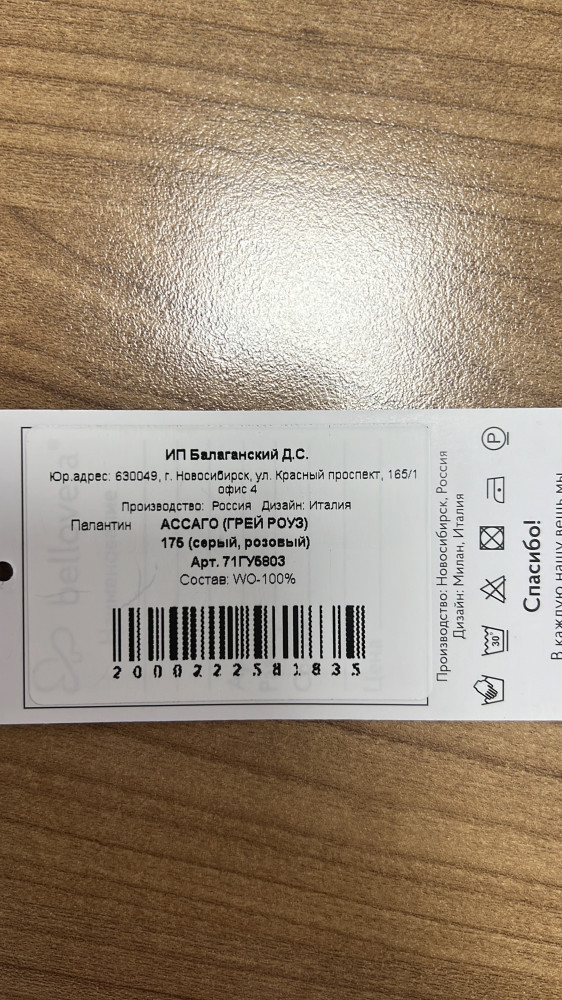 ИП Балаганский Д.С.
Юр.адрес: 630049, г. Новосибирск, ул. Красный проспект, 165/1
офис 4
Производство: Россия Дизайн: Италия
Палантин АССАГО (ГРЕЙ РОУЗ)
175 (серый, розовый)
Арт. 71ГУ5803
Состав: WO-100%
2000222581835
bellovera
Производство: Новосибирск, Россия
Дизайн: Милан, Италия
P
30°
Спасибо!
В каждую нашу вещь мы